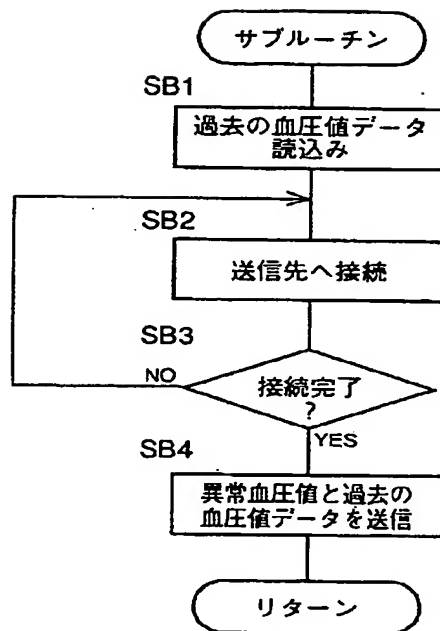 サブルーチン
SB1
過去の血圧値データ
読込み
SB2
送信先へ接続
SB3
NO
接続完了
?
YES
SB4
異常血圧値と過去の
血圧値データを送信
リターン